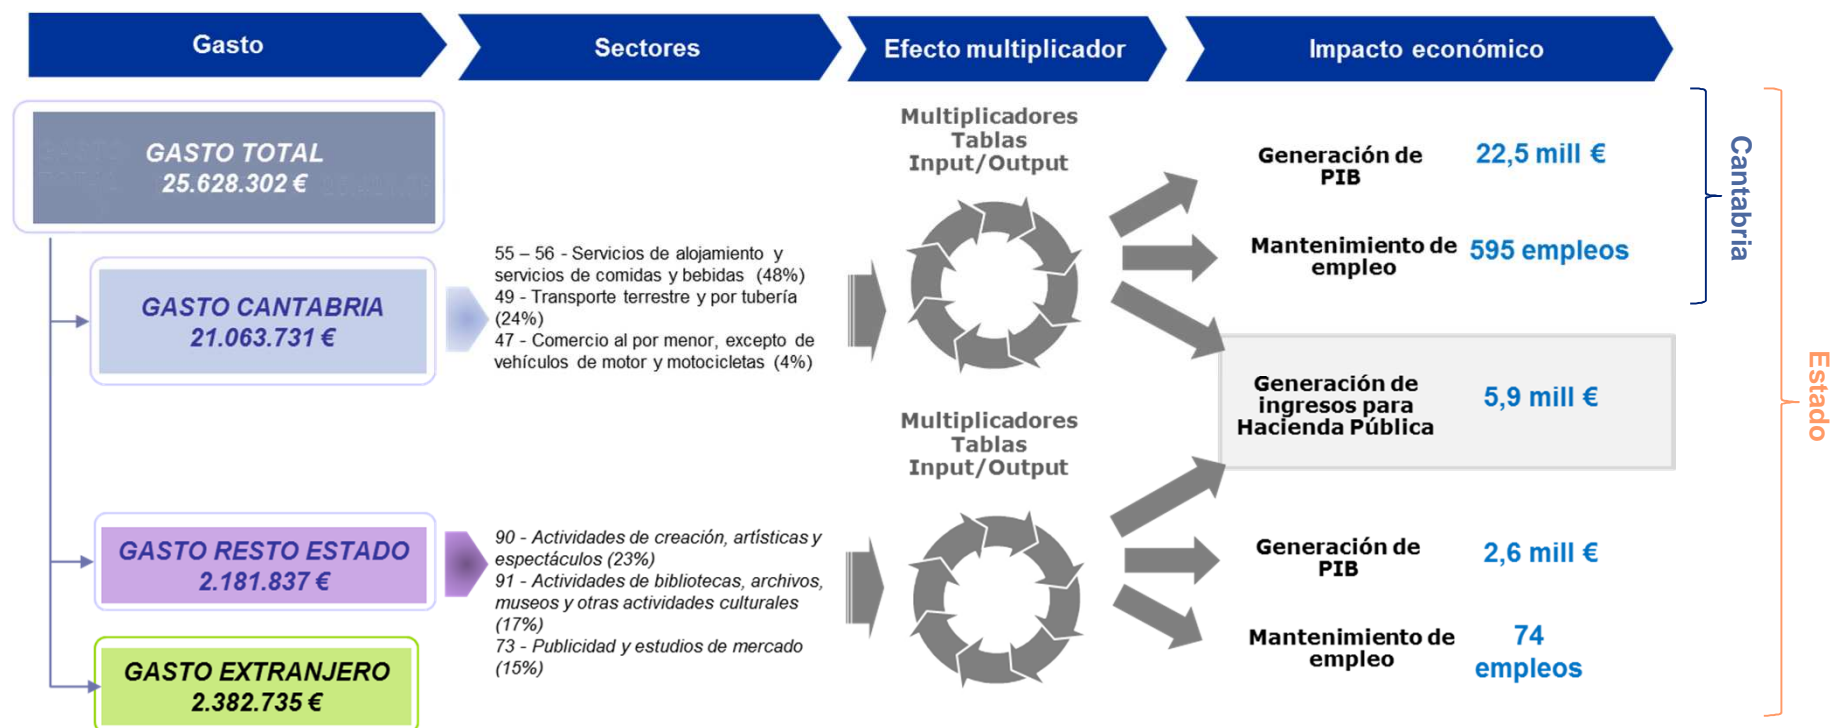 Gasto
Sectores
Efecto multiplicador
Impacto económico
GASTO TOTAL
25.628.302 €
GASTO CANTABRIA
21.063.731 €
GASTO RESTO ESTADO
2.181.837 €
GASTO EXTRANJERO
2.382.735 €
55 – 56 - Servicios de alojamiento y
servicios de comidas y bebidas (48%)
49 - Transporte terrestre y por tubería
(24%)
47 - Comercio al por menor, excepto de
vehículos de motor y motocicletas (4%)
90 - Actividades de creación, artísticas y
espectáculos (23%)
91 - Actividades de bibliotecas, archivos,
museos y otras actividades culturales
(17%)
73 - Publicidad y estudios de mercado
(15%)
Multiplicadores
Tablas
Input/Output
Multiplicadores
Tablas
Input/Output
Generación de
PIB
22,5 mill €
Mantenimiento de
empleo
595 empleos
Generación de
ingresos para
Hacienda Pública
5,9 mill €
Generación de
PIB
2,6 mill €
Mantenimiento de
empleo
74
empleos
Cantabria
Estado